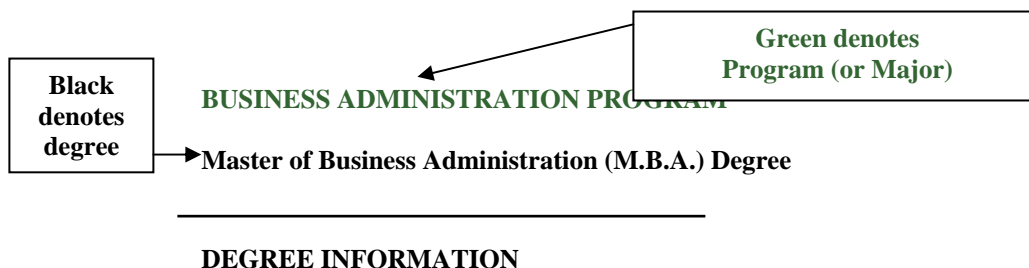 Green denotes
Program (or Major)
Black
denotes
degree
BUSINESS ADMINISTRATION PROGRAM
Master of Business Administration (M.B.A.) Degree
DEGREE INFORMATION